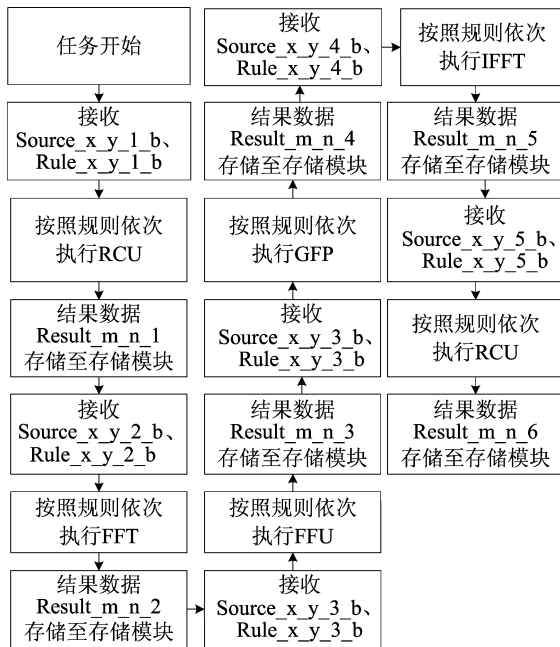 任务开始
接收
Source_x_y_1_b、
Rule_x_y_1_b
按照规则依次
执行RCU
结果数据
Result_m_n_1
存储至存储模块
接收
Source_x_y_2_b、
Rule_x_y_2_b
按照规则依次
执行FFT
结果数据
Result_m_n_2
存储至存储模块
接收
Source_x_y_3_b、
Rule_x_y_3_b
按照规则依次
执行FFU
结果数据
Result_m_n_3
存储至存储模块
接收
Source_x_y_3_b、
Rule_x_y_3_b
按照规则依次
执行GFP
结果数据
Result_m_n_4
存储至存储模块
接收
Source_x_y_4_b、
Rule_x_y_4_b
按照规则依次
执行IFFT
结果数据
Result_m_n_5
存储至存储模块
接收
Source_x_y_5_b、
Rule_x_y_5_b
按照规则依次
执行RCU
结果数据
Result_m_n_6
存储至存储模块